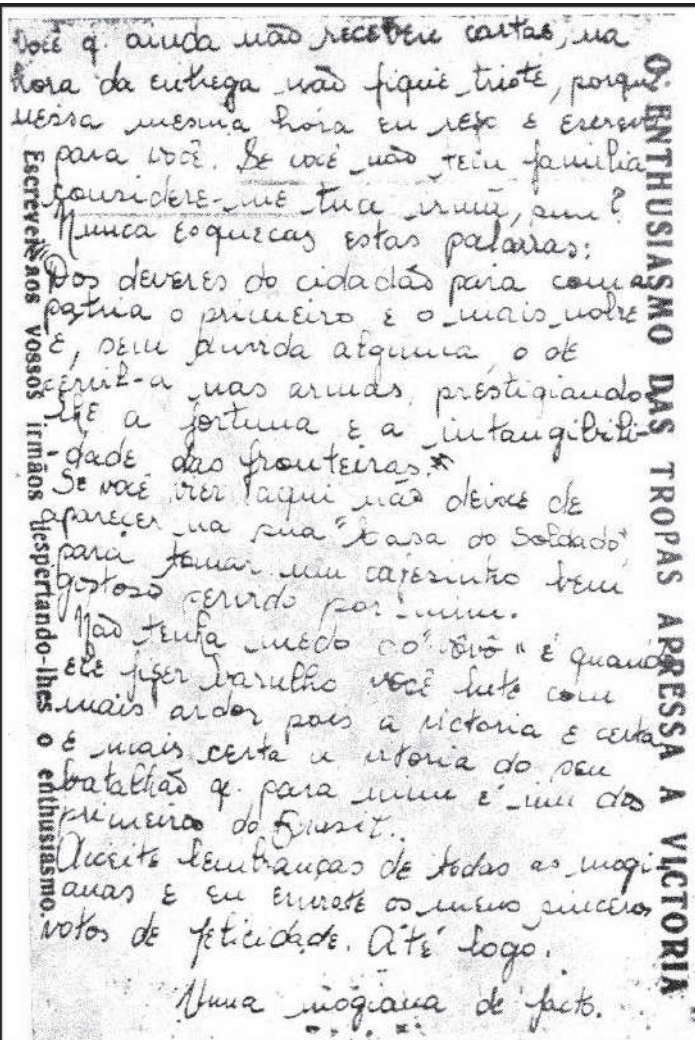 Você q. ainda não recebeu cartas, na
hora da entrega não fique triste, porque
nessa mesma hora eu rezo e escrevo
para você. Se você não tem familia
considere-me tua irmã, sim?
Nunca esqueças estas palavras:
"Dos deveres do cidadão para com a
patria o primeiro e o mais nobre
é, sem duvida alguma, o de
servil-a nas armas, prestigiando
lhe a fortuna e a intangibili-
-dade das fronteiras."
Se você vier aqui não deixe de
aparecer na sua "Casa do Soldado"
para tomar um cafesinho bem
gostoso servido por mim.
Não tenha medo do "vôvô" e quando
ele fizer barulho você lute com
mais ardor pois a victoria é certa
e mais certa a vitoria do seu
batalhão q. para mim é um dos
primeiros do Brasil.
Acceite lembranças de todas as mogi
anas e eu envio-te os meus sinceros
votos de felicidade. Até logo.
Uma mogiana de facto.
O ENTHUSIASMO DAS TROPAS APRESSA A VICTORIA
Escrevei aos vossos irmãos despertando-lhes o enthusiasmo.